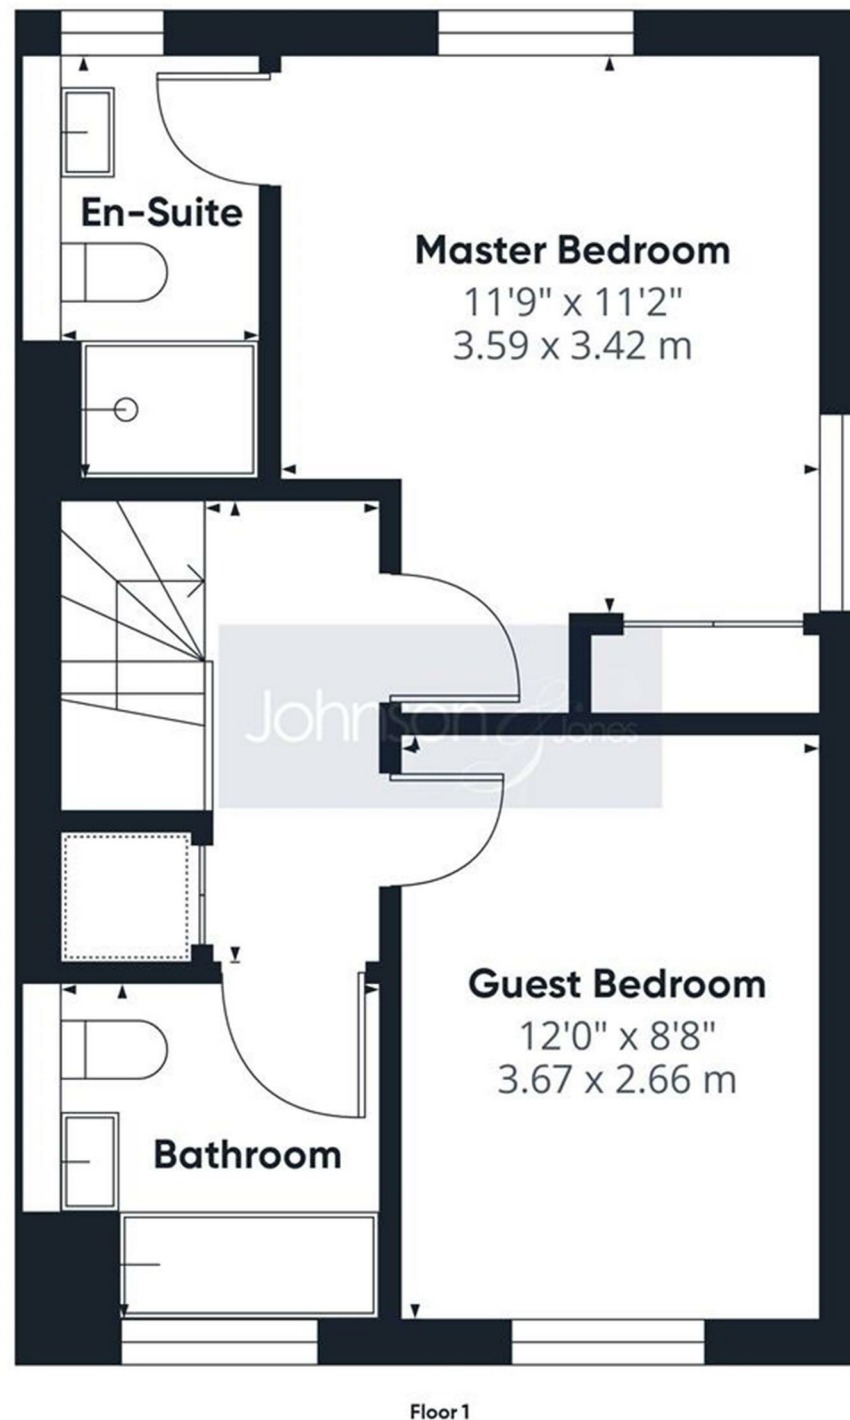 En-Suite
Master Bedroom
11'9" x 11'2"
3.59 x 3.42 m
Johnson & Jones
Guest Bedroom
12'0" x 8'8"
3.67 x 2.66 m
Bathroom
Floor 1